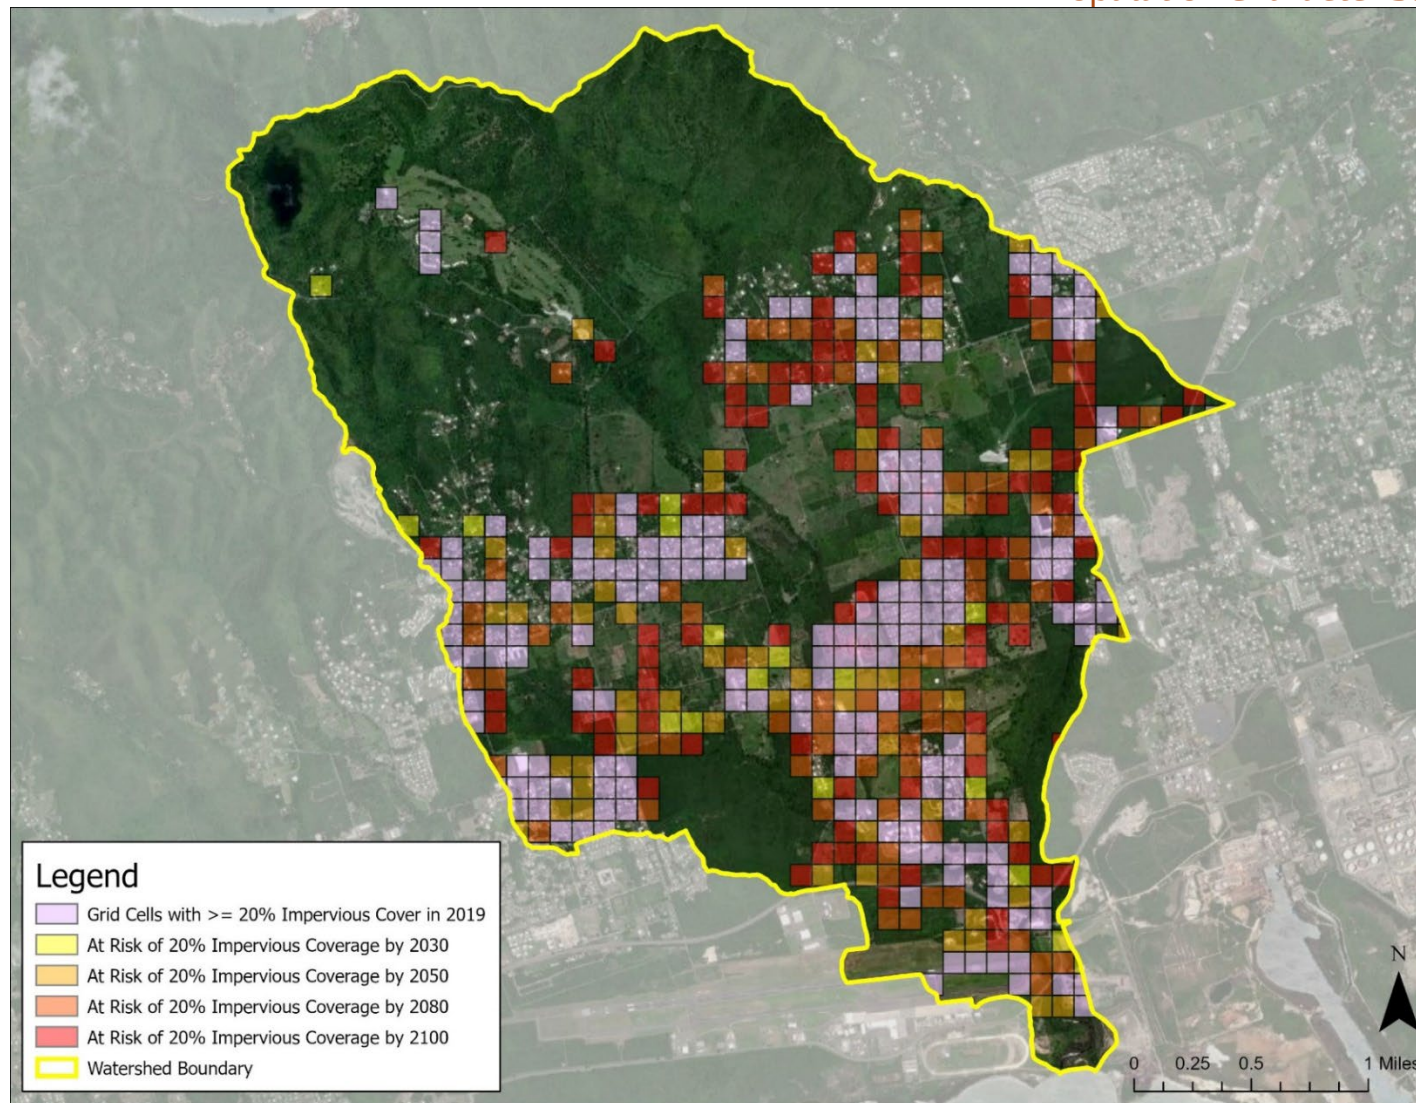 Legend
Grid Cells with >= 20% Impervious Cover in 2019
At Risk of 20% Impervious Coverage by 2030
At Risk of 20% Impervious Coverage by 2050
At Risk of 20% Impervious Coverage by 2080
At Risk of 20% Impervious Coverage by 2100
Watershed Boundary
N
0 0.25 0.5 1 Miles